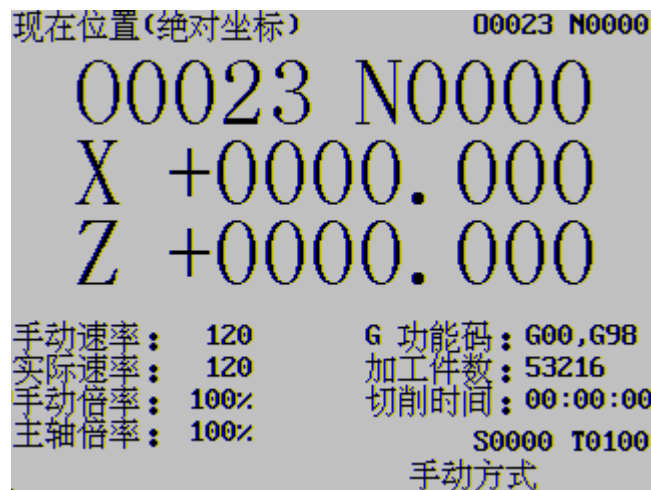 现在位置(绝对坐标) O0023 N0000
O0023 N0000
X +0000.000
Z +0000.000
手动速率： 120 G 功能码：G00,G98
实际速率： 120 加工件数：53216
手动倍率： 100% 切削时间：00:00:00
主轴倍率： 100% S0000 T0100
手动方式